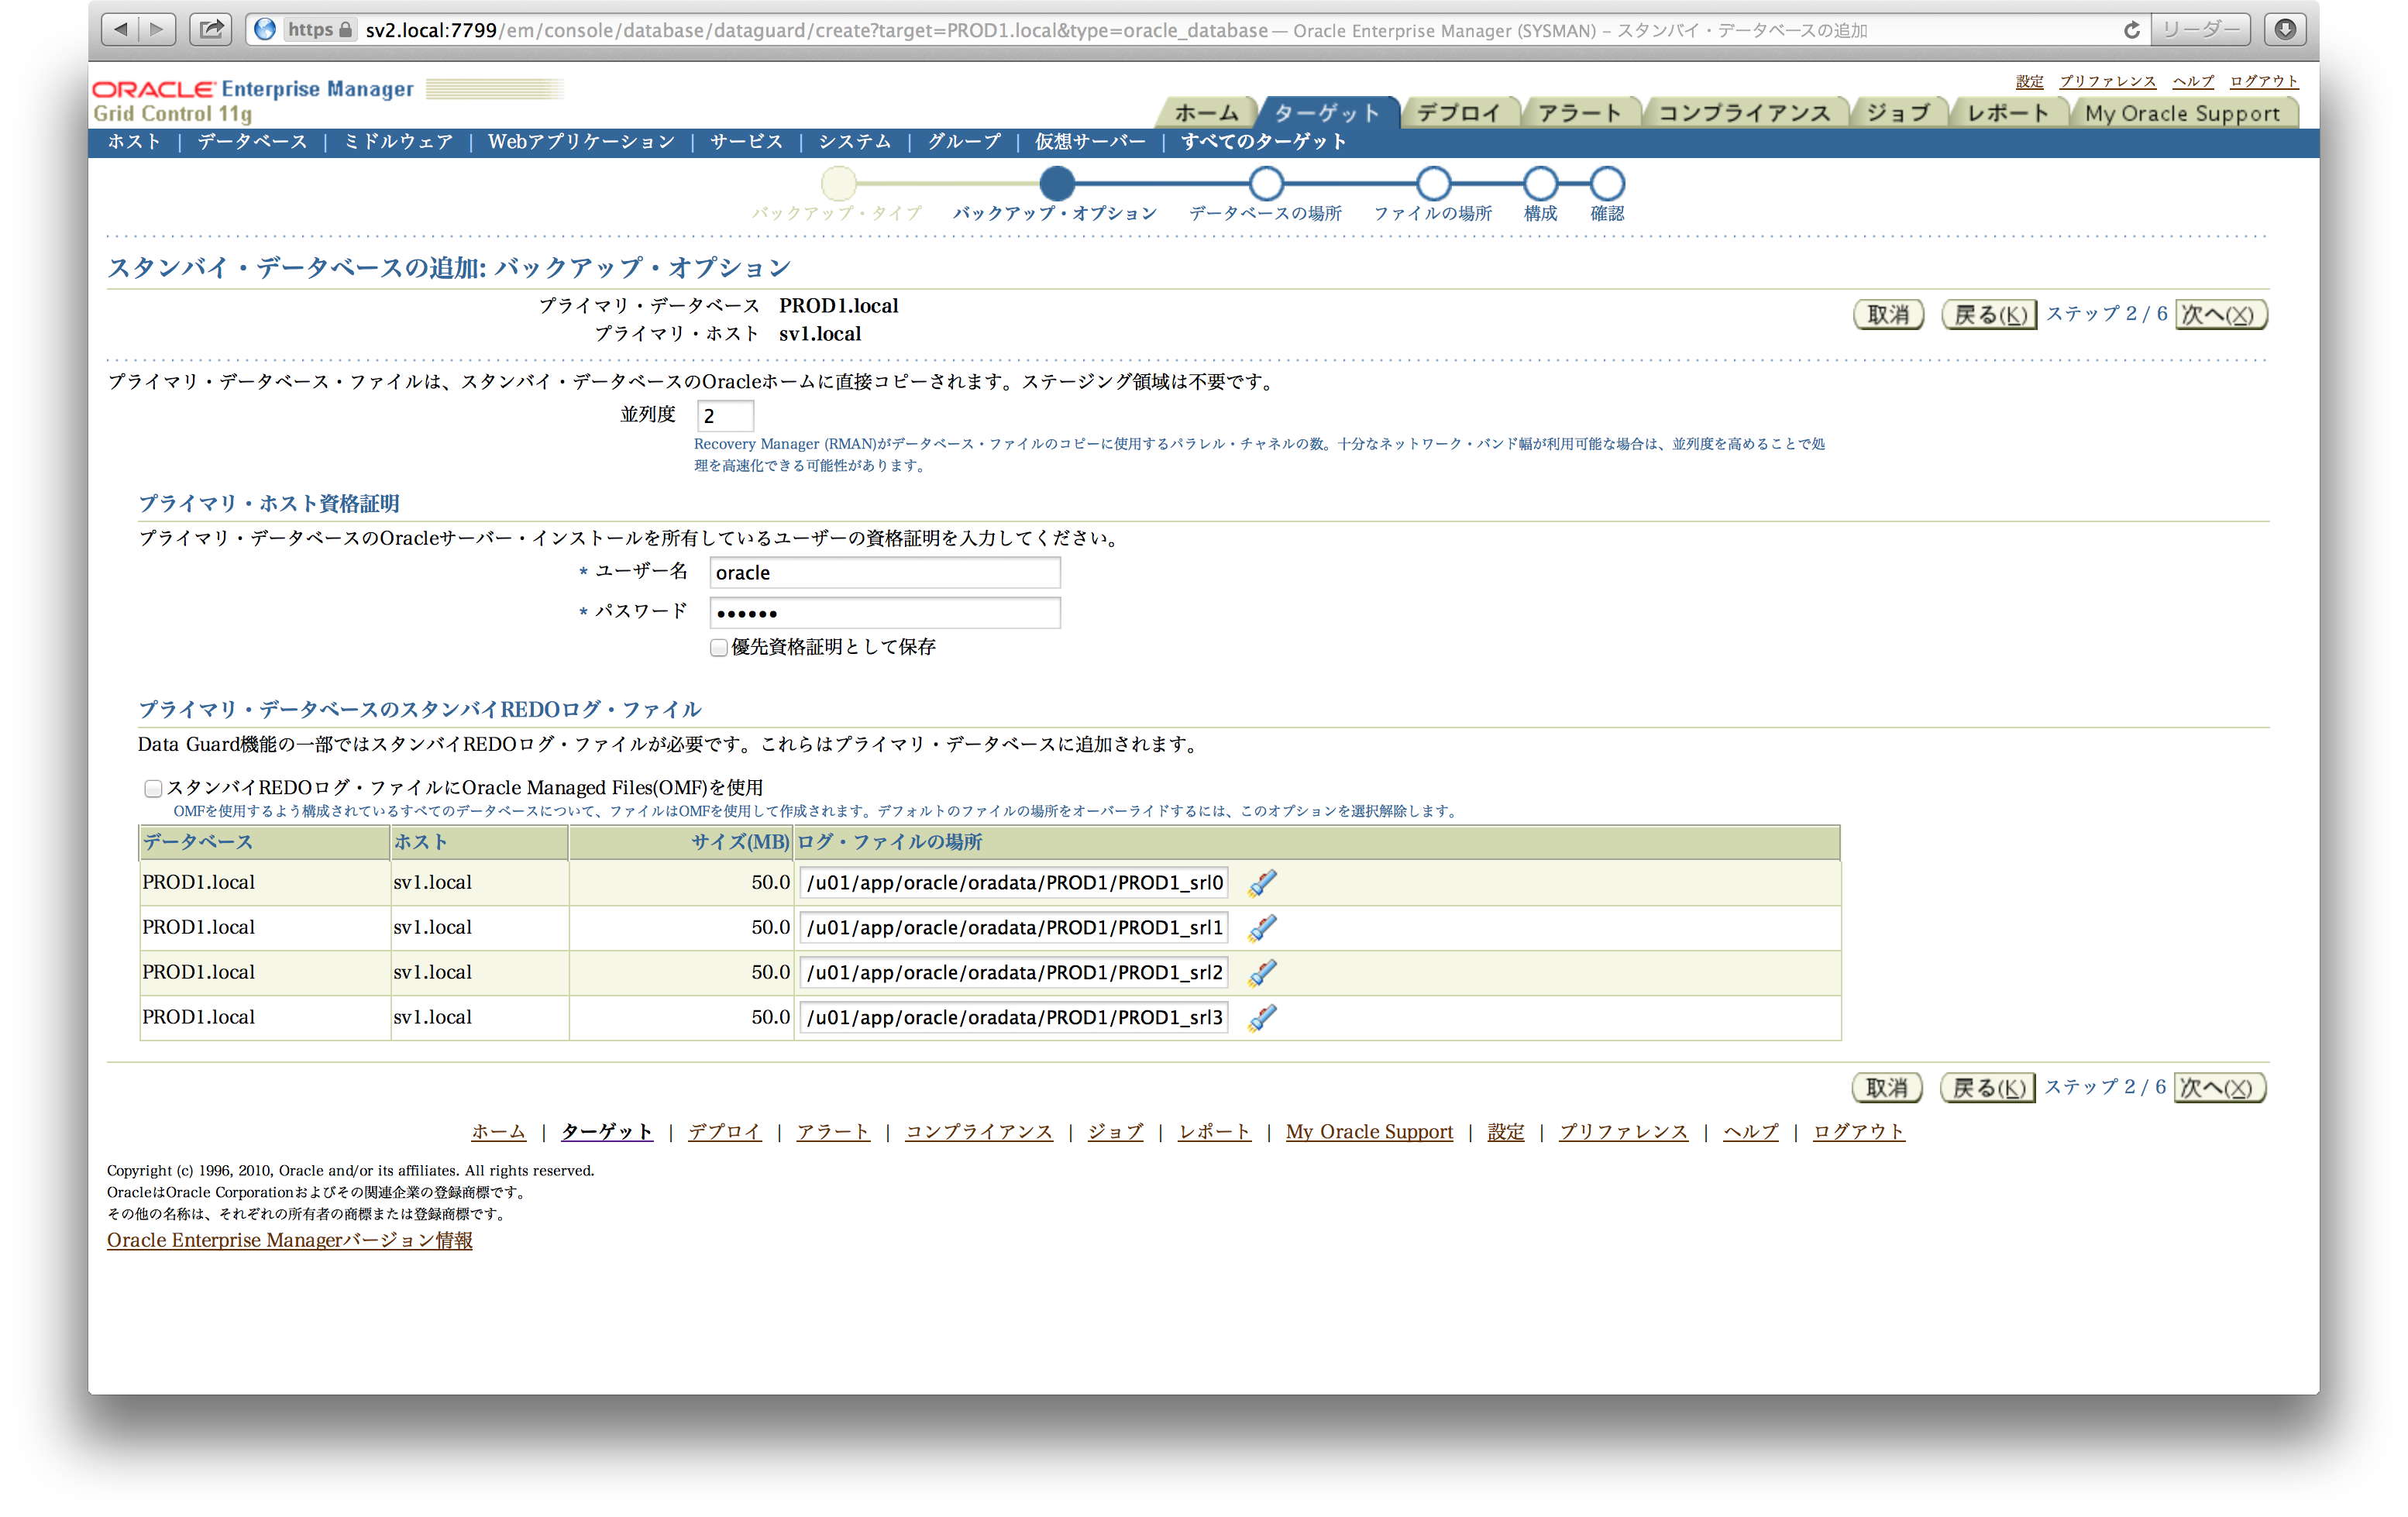 https sv2.local:7799/em/console/database/dataguard/create?target=PROD1.local&type=oracle_database — Oracle Enterprise Manager (SYSMAN) – スタンバイ・データベースの追加 リーダー
ORACLE Enterprise Manager
Grid Control 11g
設定 プリファレンス ヘルプ ログアウト
ホーム ターゲット デプロイ アラート コンプライアンス ジョブ レポート My Oracle Support
ホスト | データベース | ミドルウェア | Webアプリケーション | サービス | システム | グループ | 仮想サーバー | すべてのターゲット
バックアップ・タイプ バックアップ・オプション データベースの場所 ファイルの場所 構成 確認
スタンバイ・データベースの追加: バックアップ・オプション
プライマリ・データベース PROD1.local
プライマリ・ホスト sv1.local
取消 戻る(K) ステップ 2 / 6 次へ(X)
プライマリ・データベース・ファイルは、スタンバイ・データベースのOracleホームに直接コピーされます。ステージング領域は不要です。
並列度 2
Recovery Manager (RMAN)がデータベース・ファイルのコピーに使用するパラレル・チャネルの数。十分なネットワーク・バンド幅が利用可能な場合は、並列度を高めることで処
理を高速化できる可能性があります。
プライマリ・ホスト資格証明
プライマリ・データベースのOracleサーバー・インストールを所有しているユーザーの資格証明を入力してください。
* ユーザー名 oracle
* パスワード ••••••
優先資格証明として保存
プライマリ・データベースのスタンバイREDOログ・ファイル
Data Guard機能の一部ではスタンバイREDOログ・ファイルが必要です。これらはプライマリ・データベースに追加されます。
スタンバイREDOログ・ファイルにOracle Managed Files(OMF)を使用
OMFを使用するよう構成されているすべてのデータベースについて、ファイルはOMFを使用して作成されます。デフォルトのファイルの場所をオーバーライドするには、このオプションを選択解除します。
データベース ホスト サイズ(MB) ログ・ファイルの場所
PROD1.local sv1.local 50.0 /u01/app/oracle/oradata/PROD1/PROD1_srl0
PROD1.local sv1.local 50.0 /u01/app/oracle/oradata/PROD1/PROD1_srl1
PROD1.local sv1.local 50.0 /u01/app/oracle/oradata/PROD1/PROD1_srl2
PROD1.local sv1.local 50.0 /u01/app/oracle/oradata/PROD1/PROD1_srl3
取消 戻る(K) ステップ 2 / 6 次へ(X)
ホーム | ターゲット | デプロイ | アラート | コンプライアンス | ジョブ | レポート | My Oracle Support | 設定 | プリファレンス | ヘルプ | ログアウト
Copyright (c) 1996, 2010, Oracle and/or its affiliates. All rights reserved.
OracleはOracle Corporationおよびその関連企業の登録商標です。
その他の名称は、それぞれの所有者の商標または登録商標です。
Oracle Enterprise Managerバージョン情報